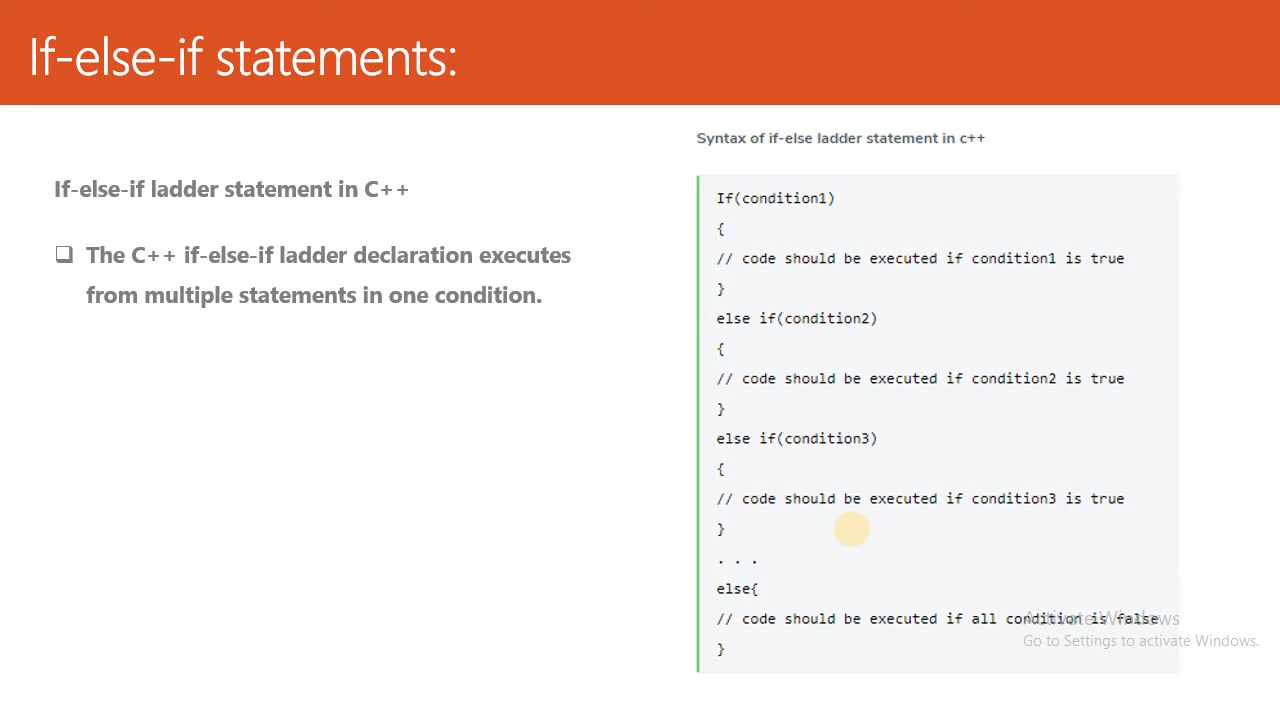 If-else-if statements:
If-else-if ladder statement in C++
❑ The C++ if-else-if ladder declaration executes
from multiple statements in one condition.
Syntax of if-else ladder statement in c++
If(condition1)
{
// code should be executed if condition1 is true
}
else if(condition2)
{
// code should be executed if condition2 is true
}
else if(condition3)
{
// code should be executed if condition3 is true
}
. . .
else{
// code should be executed if all condition is false
}
Activate Windows
Go to Settings to activate Windows.